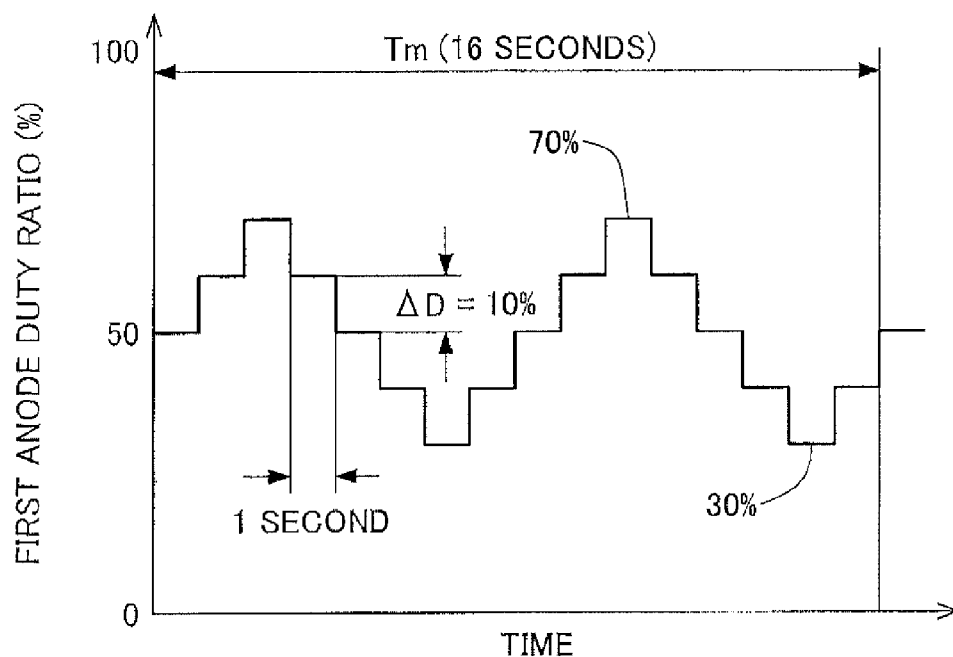 100
Tm (16 SECONDS)
70%
ΔD = 10%
50
1 SECOND
30%
0
TIME
FIRST ANODE DUTY RATIO (%)